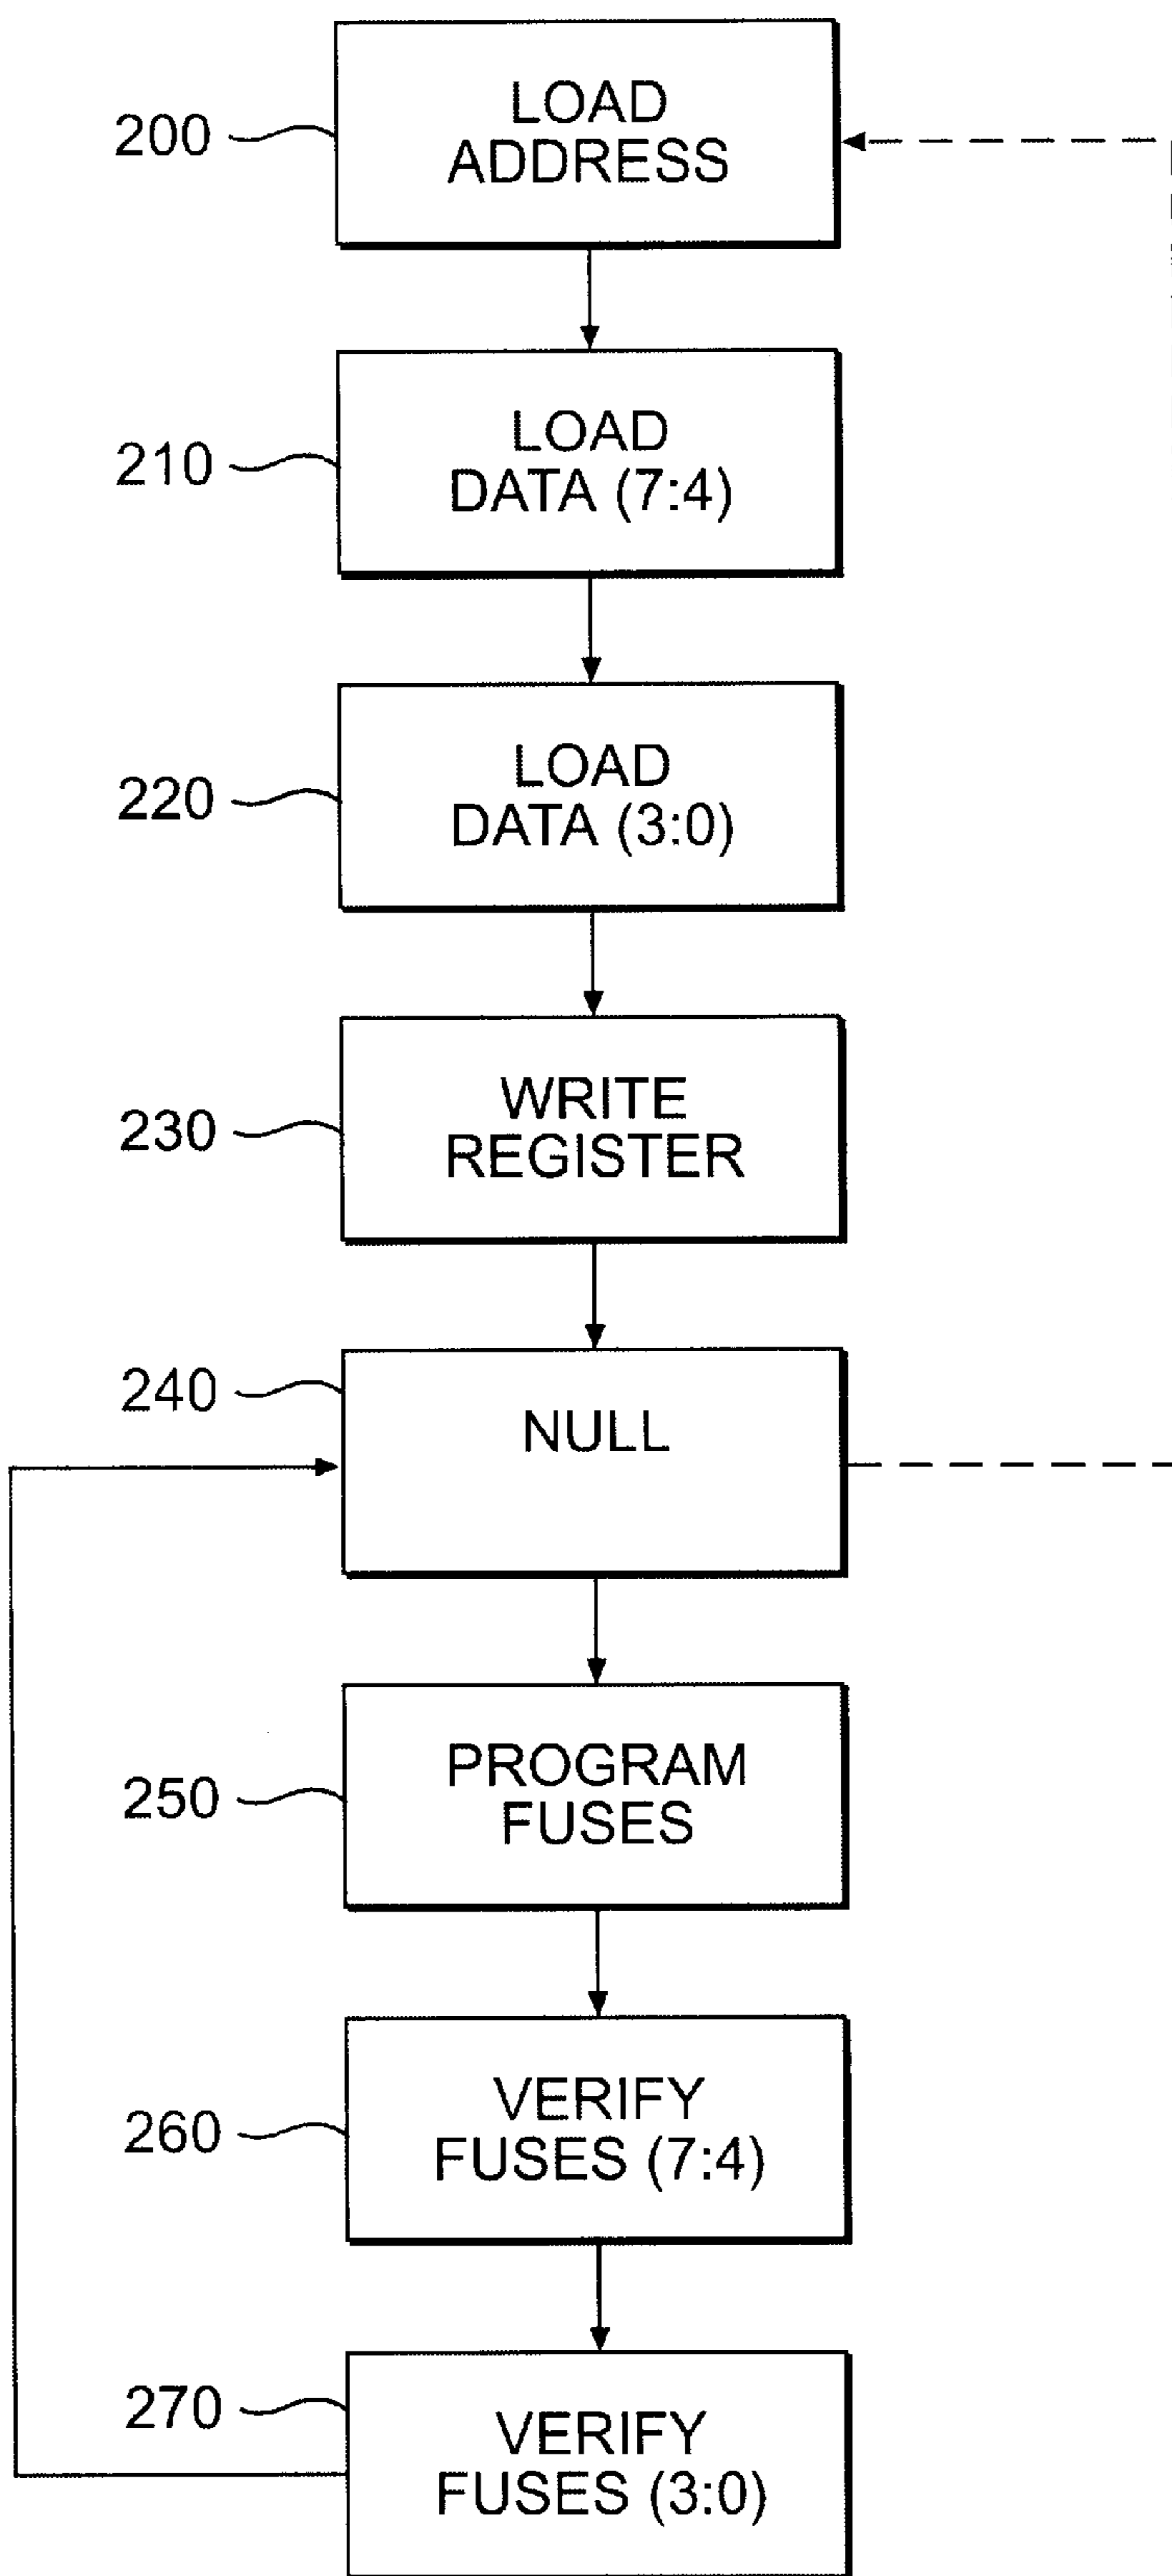 200
LOAD
ADDRESS
210
LOAD
DATA (7:4)
220
LOAD
DATA (3:0)
230
WRITE
REGISTER
240
NULL
250
PROGRAM
FUSES
260
VERIFY
FUSES (7:4)
270
VERIFY
FUSES (3:0)